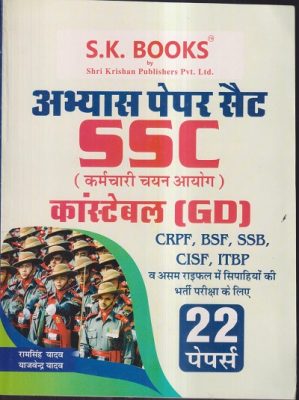 S.K. BOOKS
by
Shri Krishan Publishers Pvt. Ltd.
अभ्यास पेपर सैट
SSC
( कर्मचारी चयन आयोग )
कांस्टेबल (GD)
CRPF, BSF, SSB,
CISF, ITBP
व असम राइफल में सिपाहियों की
भर्ती परीक्षा के लिए
22
पेपर्स
रामसिंह यादव
याजवेन्द्र यादव